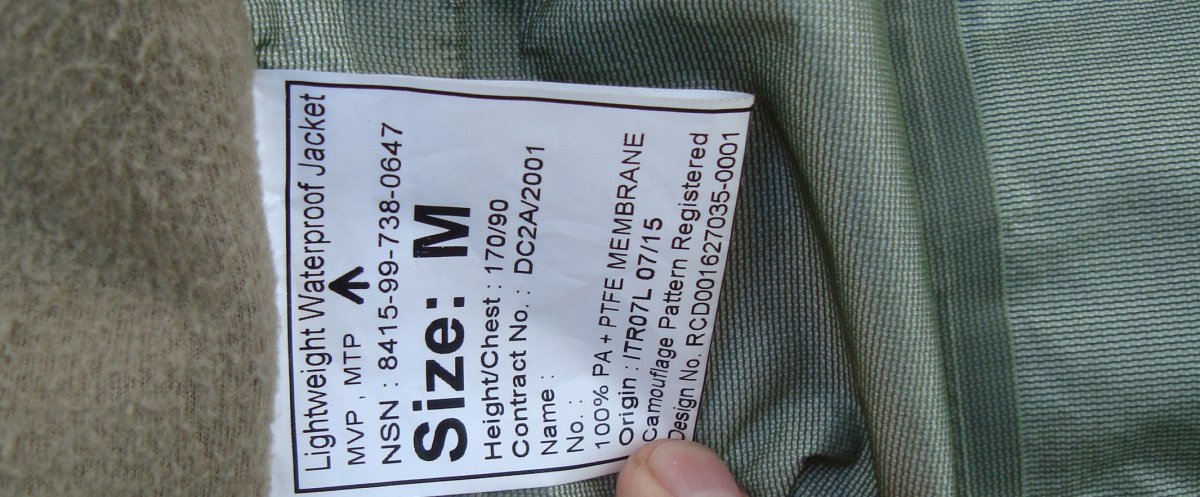 Lightweight Waterproof Jacket
MVP , MTP
NSN : 8415-99-738-0647
Size: M
Height/Chest : 170/90
Contract No. : DC2A/2001
Name :
No. :
100% PA + PTFE MEMBRANE
Origin : ITR07L 07/15
Camouflage Pattern Registered
Design No. RCD001627035-0001